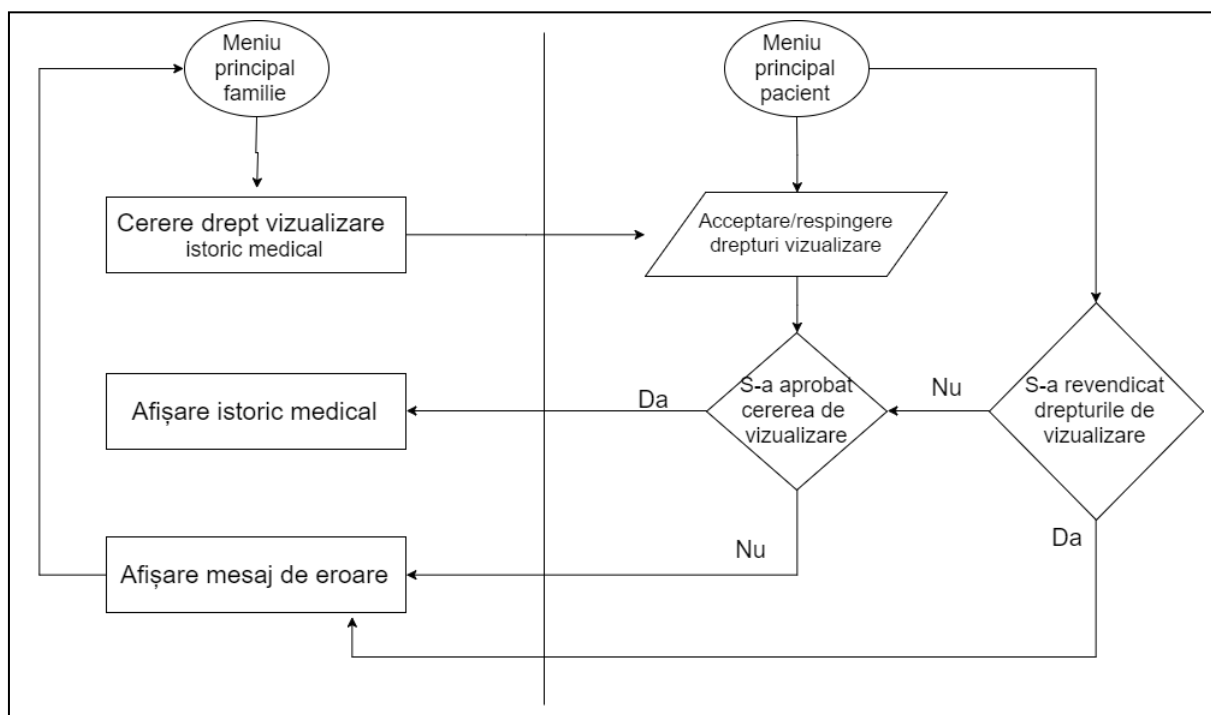 Meniu
principal
familie
Meniu
principal
pacient
Cerere drept vizualizare
istoric medical
Acceptare/respingere
drepturi vizualizare
Afișare istoric medical
Da
S-a aprobat
cererea de
vizualizare
Nu
S-a revendicat
drepturile de
vizualizare
Afișare mesaj de eroare
Nu
Da